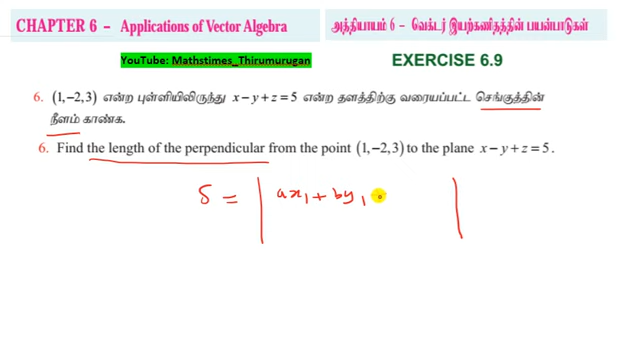 CHAPTER 6 - Applications of Vector Algebra
அத்தியாயம் 6 – வெக்டர் இயற்கணிதத்தின் பயன்பாடுகள்
YouTube: Mathstimes_Thirumurugan
EXERCISE 6.9
6. (1,−2,3) என்ற புள்ளியிலிருந்து x−y+z=5 என்ற தளத்திற்கு வரையப்பட்ட செங்குத்தின்
நீளம் காண்க.
6. Find the length of the perpendicular from the point (1,−2,3) to the plane x−y+z=5.
δ = | ax₁ + by₁ |